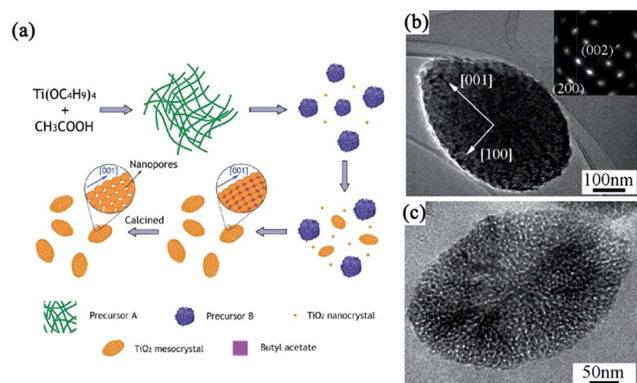 (a)
Ti(OC4H9)4
+
CH3COOH
[001]
Nanopores
[001]
Calcined
Precursor A
Precursor B
TiO2 nanocrystal
TiO2 mesocrystal
Butyl acetate
(b)
(002)
(200)
[001]
[100]
100nm
(c)
50nm